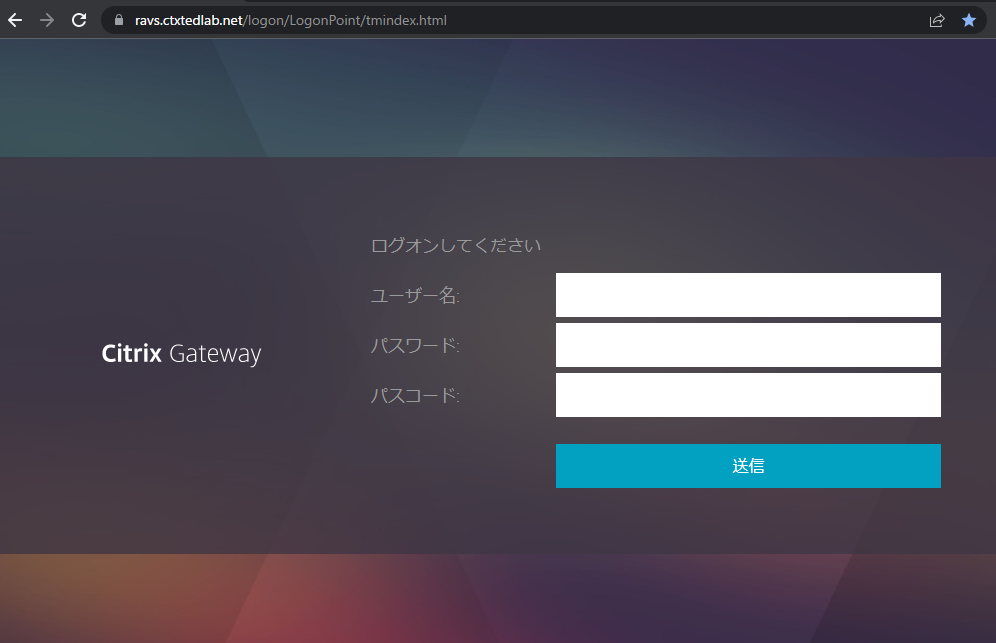 ravs.ctxtedlab.net/logon/LogonPoint/tmindex.html
ログオンしてください
ユーザー名:
パスワード:
Citrix Gateway
パスコード:
送信